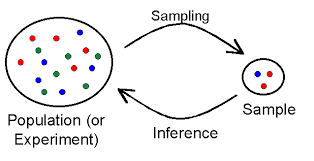 Sampling
Population (or
Experiment)
Sample
Inference